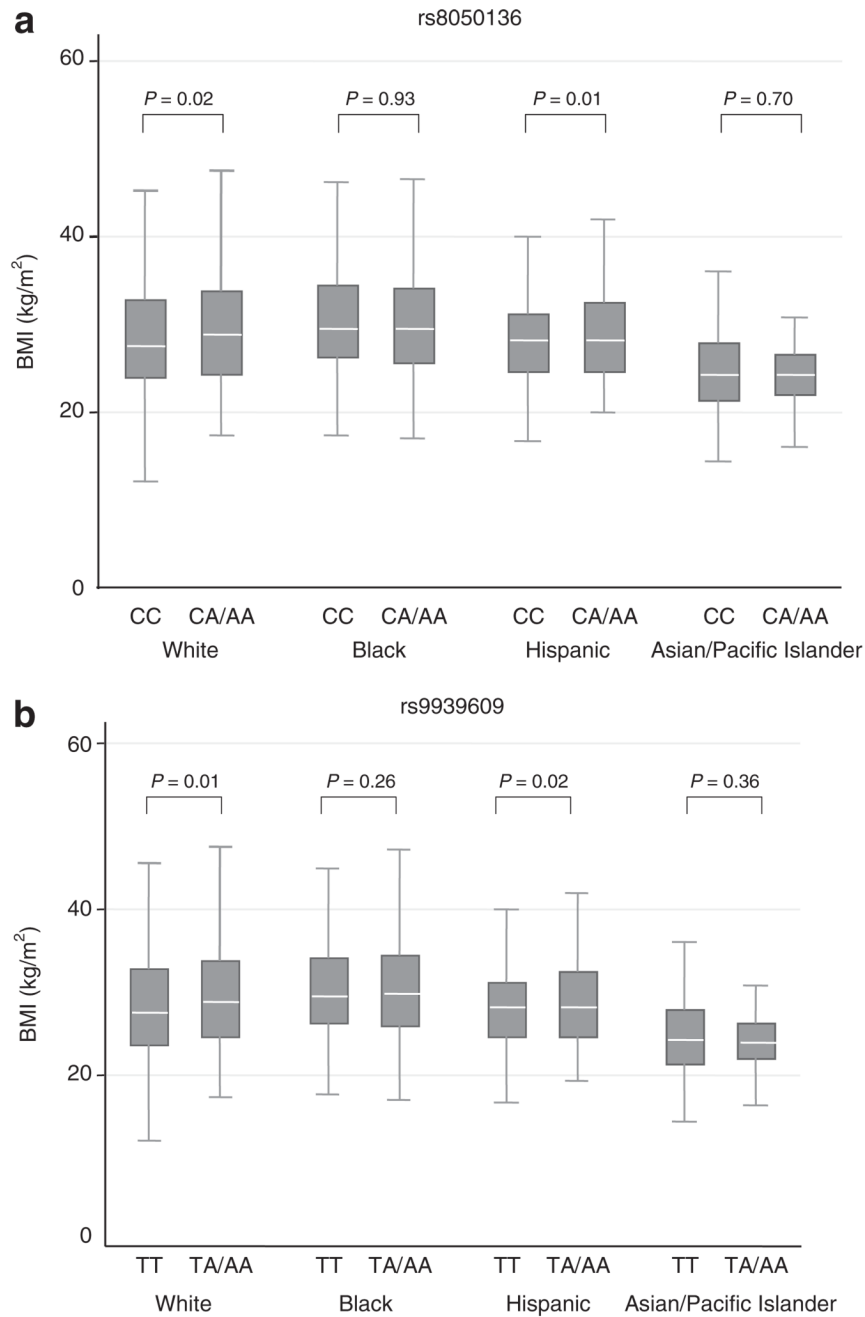 a
rs8050136
60
P = 0.02
P = 0.93
P = 0.01
P = 0.70
40
BMI (kg/m²)
20
0
CC CA/AA CC CA/AA CC CA/AA CC CA/AA
White Black Hispanic Asian/Pacific Islander
b
rs9939609
60
P = 0.01
P = 0.26
P = 0.02
P = 0.36
40
BMI (kg/m²)
20
0
TT TA/AA TT TA/AA TT TA/AA TT TA/AA
White Black Hispanic Asian/Pacific Islander